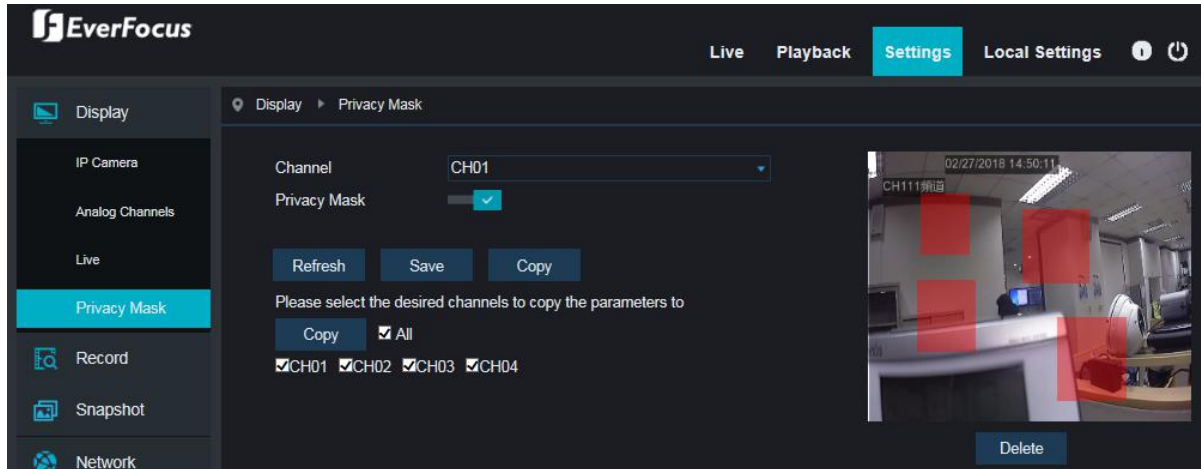 EverFocus
Live Playback Settings Local Settings
Display
IP Camera
Analog Channels
Live
Privacy Mask
Record
Snapshot
Network
Display Privacy Mask
Channel CH01
Privacy Mask
Refresh Save Copy
Please select the desired channels to copy the parameters to
Copy All
CH01 CH02 CH03 CH04
02/27/2018 14:50:11
CH111頻道
Delete